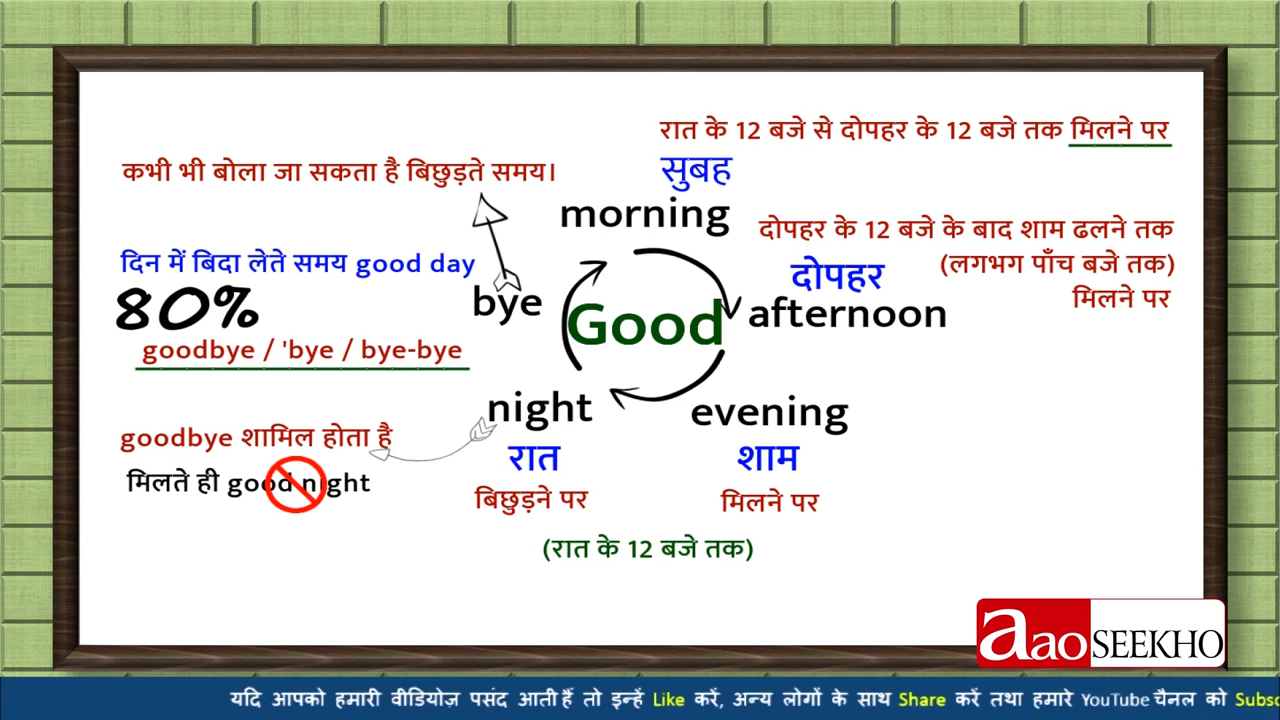 रात के 12 बजे से दोपहर के 12 बजे तक मिलने पर
सुबह
morning
कभी भी बोला जा सकता है बिछुड़ते समय।
दोपहर के 12 बजे के बाद शाम ढलने तक
(लगभग पाँच बजे तक)
मिलने पर
दोपहर
afternoon
दिन में बिदा लेते समय good day
80%
bye
Good
goodbye / 'bye / bye-bye
night
रात
बिछुड़ने पर
evening
शाम
मिलने पर
goodbye शामिल होता है
मिलते ही good night
(रात के 12 बजे तक)
aao SEEKHO
यदि आपको हमारी वीडियोज़ पसंद आती हैं तो इन्हें Like करें, अन्य लोगों के साथ Share करें तथा हमारे YouTube चैनल को Subsc